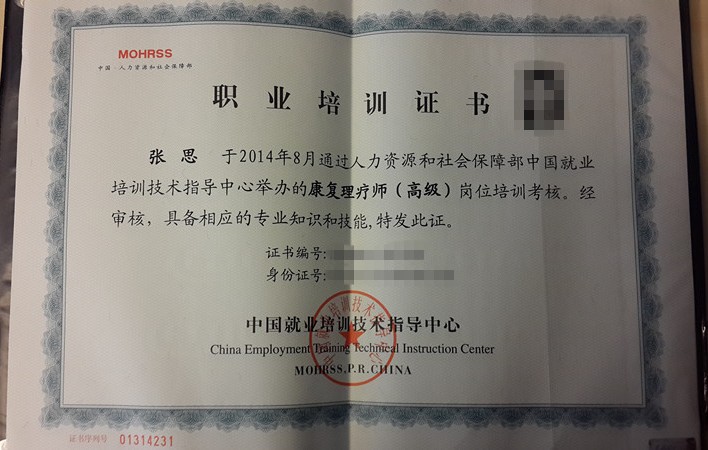 MOHRSS
中国·人力资源和社会保障部
职业培训证书
张思 于2014年8月通过人力资源和社会保障部中国就业
培训技术指导中心举办的康复理疗师（高级）岗位培训考核。经
审核，具备相应的专业知识和技能,特发此证。
证书编号:
身份证号:
中国就业培训技术指导中心
China Employment Training Technical Instruction Center
MOHRSS.P.R.CHINA
证书序列号 01314231